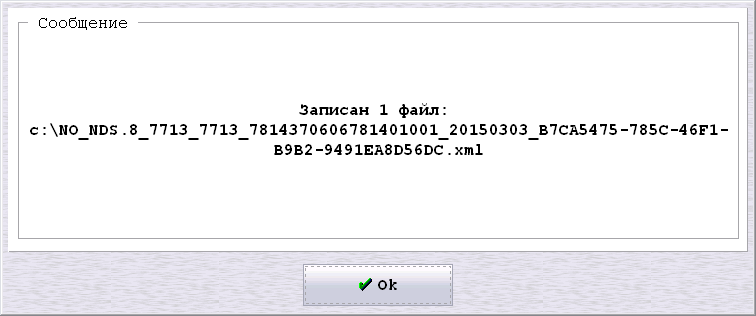 Сообщение
Записан 1 файл:
c:\NO_NDS.8_7713_7713_7814370606781401001_20150303_B7CA5475-785C-46F1-
B9B2-9491EA8D56DC.xml
Ok